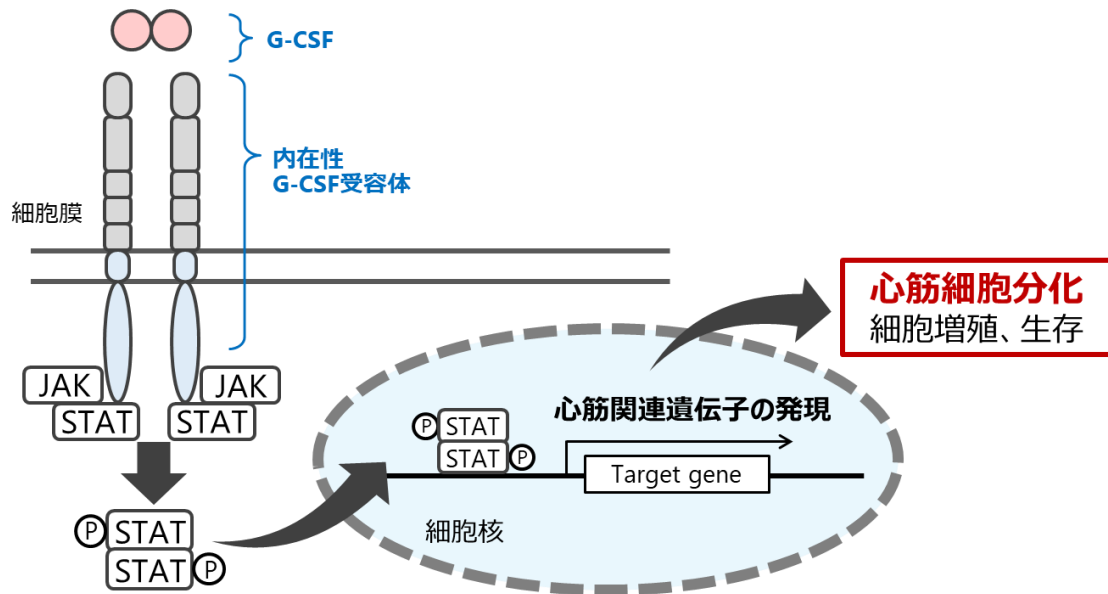 G-CSF
内在性
G-CSF受容体
細胞膜
心筋細胞分化
細胞増殖、生存
JAK
JAK
STAT
STAT
心筋関連遺伝子の発現
P
STAT
STAT
P
Target gene
P
STAT
STAT
P
細胞核